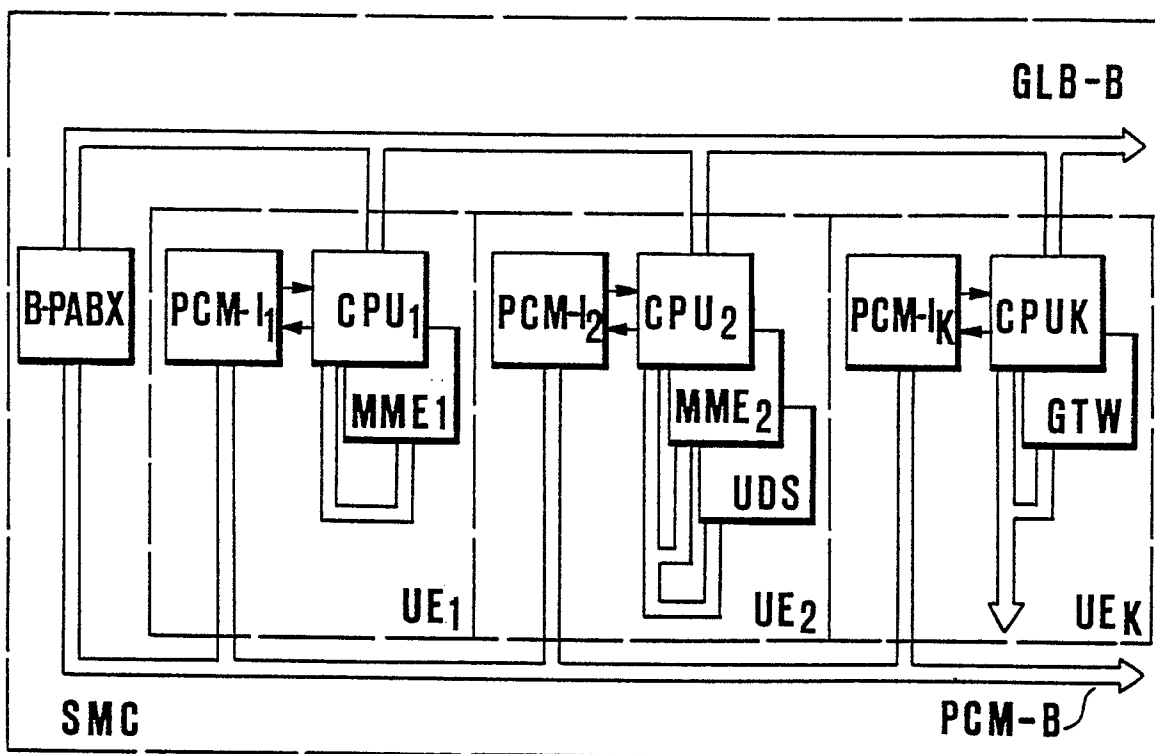 GLB-B
B-PABX
PCM-I1
CPU1
PCM-I2
CPU2
PCM-IK
CPUK
MME1
MME2
GTW
UDS
UE1
UE2
UEK
SMC
PCM-B